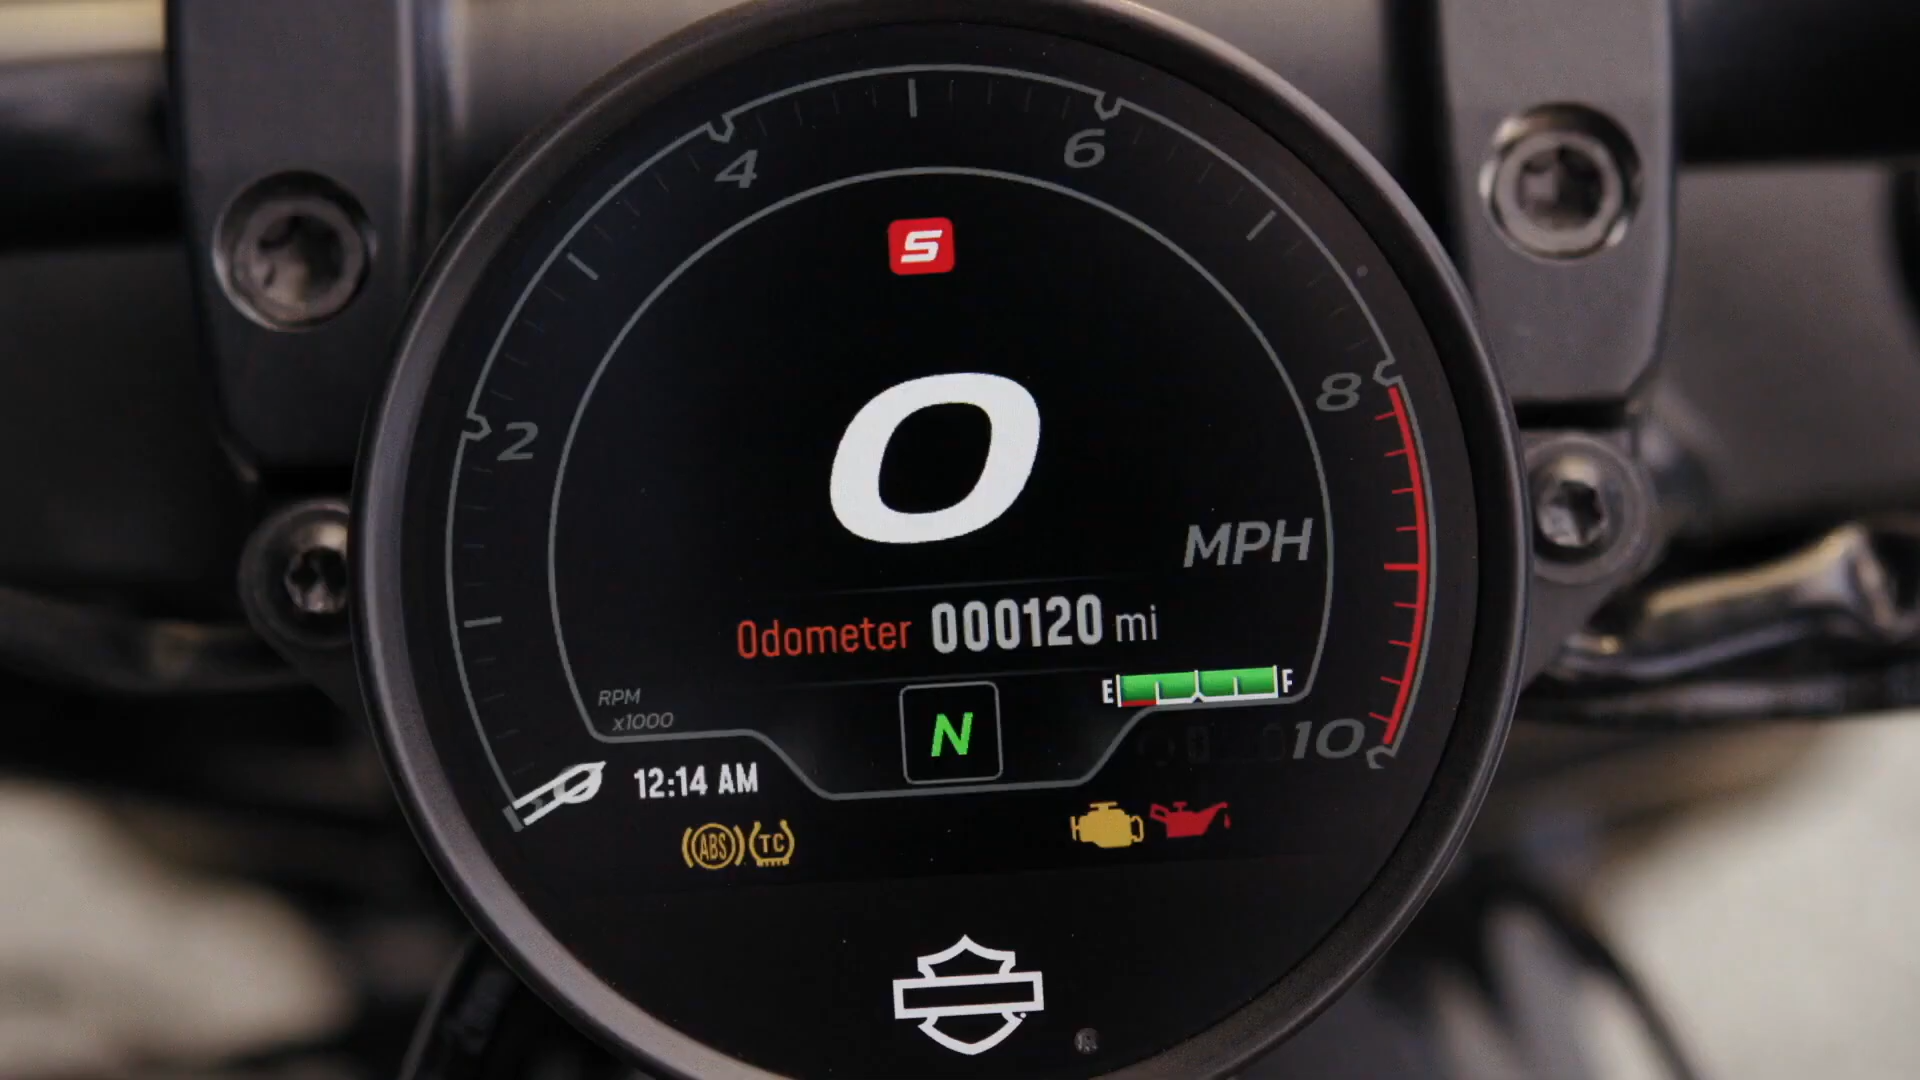 4
6
S
2
8
0
MPH
Odometer 000120 mi
E F
RPM
x1000
N
10
12:14 AM
ABS TC